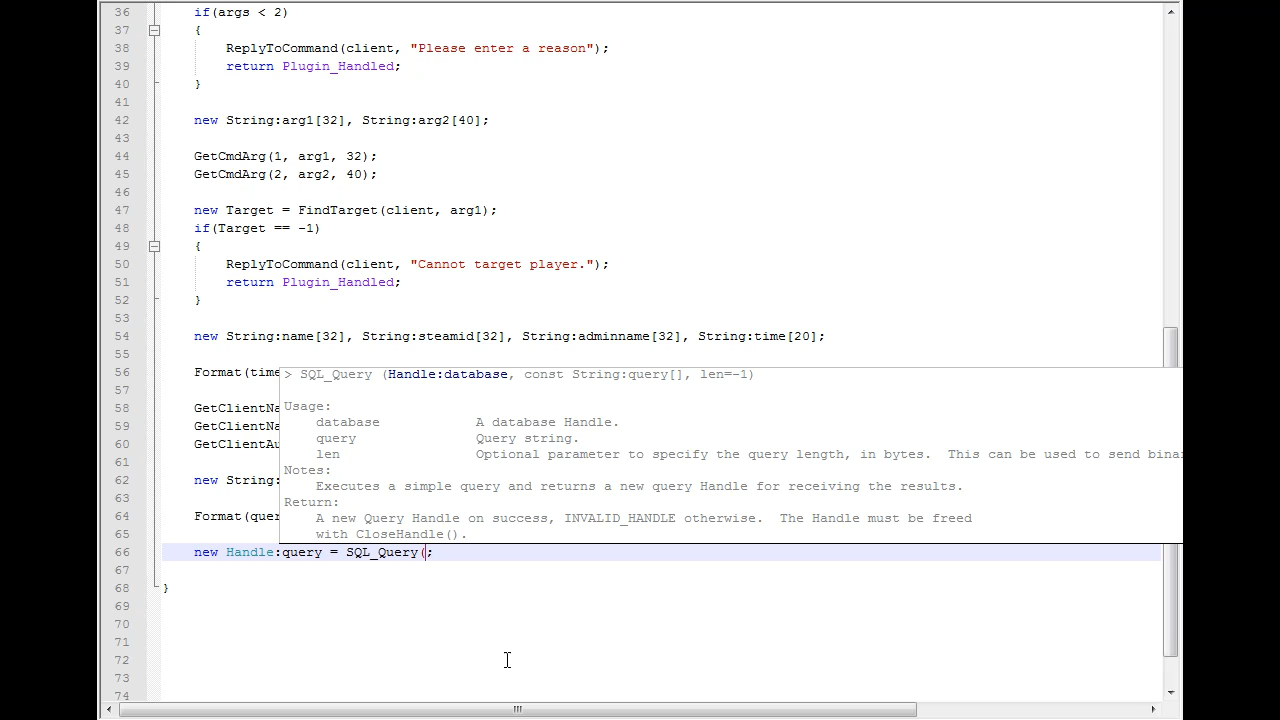 36 if(args < 2)
37 {
38 ReplyToCommand(client, "Please enter a reason");
39 return Plugin_Handled;
40 }
41
42 new String:arg1[32], String:arg2[40];
43
44 GetCmdArg(1, arg1, 32);
45 GetCmdArg(2, arg2, 40);
46
47 new Target = FindTarget(client, arg1);
48 if(Target == -1)
49 {
50 ReplyToCommand(client, "Cannot target player.");
51 return Plugin_Handled;
52 }
53
54 new String:name[32], String:steamid[32], String:adminname[32], String:time[20];
55
56 Format(time
> SQL_Query (Handle:database, const String:query[], len=-1)
57
Usage:
58 GetClientNa
database A database Handle.
59 GetClientNa
query Query string.
60 GetClientAu
len Optional parameter to specify the query length, in bytes. This can be used to send bina
61
Notes:
62 new String:
Executes a simple query and returns a new query Handle for receiving the results.
63
Return:
64 Format(quer
A new Query Handle on success, INVALID_HANDLE otherwise. The Handle must be freed
65
with CloseHandle().
66 new Handle:query = SQL_Query(;
67
68 }
69
70
71
72
73
74